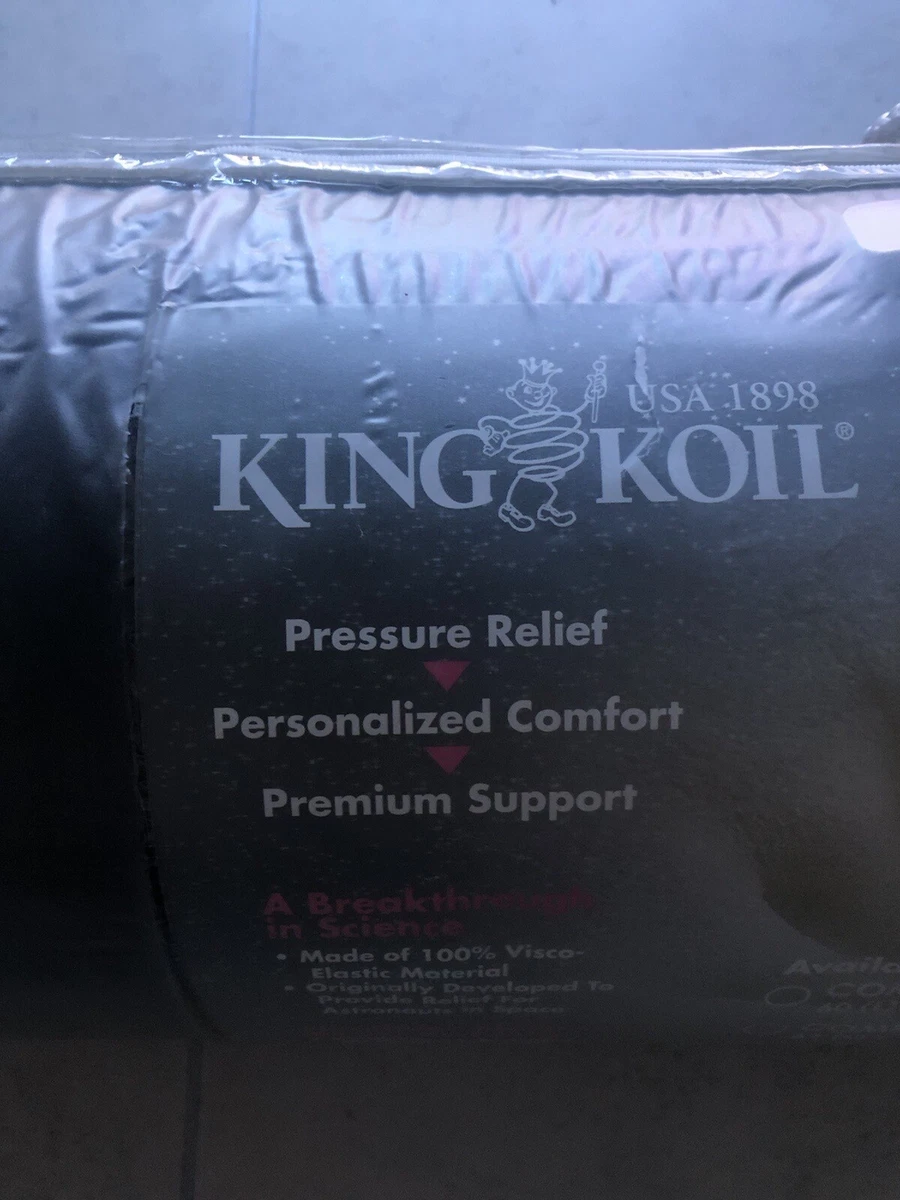 USA 1898
KING KOIL®
Pressure Relief
Personalized Comfort
Premium Support
A Breakthrough
in Science
• Made of 100% Visco-
Elastic Material
• Originally Developed To
Provide Relief For
Astronauts in Space